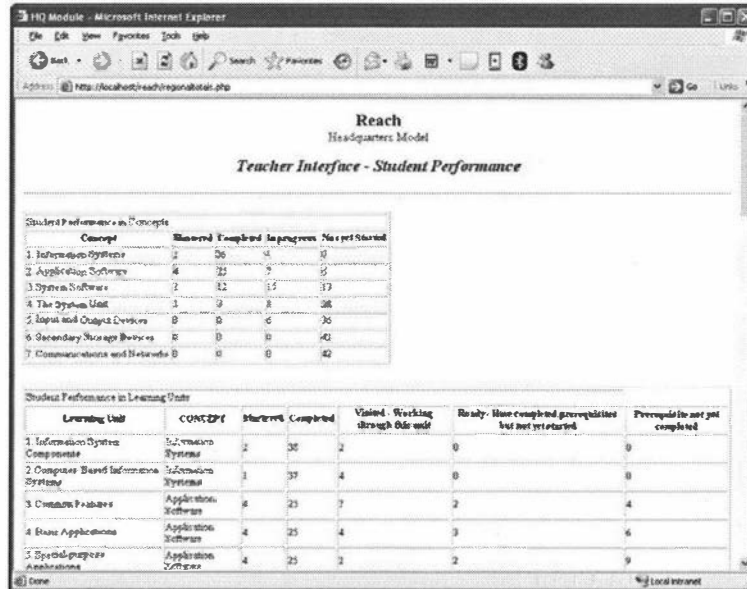 HQ Module - Microsoft Internet Explorer
File Edit View Favorites Tools Help
Back Search Favorites
Address http://localhost/reach/regionaltotals.php Go Links
Reach
Headquarters Model
Teacher Interface - Student Performance
Student Performance in Concepts
Concept Mastered Completed In progress Not yet Started
1. Information Systems 2 36 4 0
2. Application Software 4 25 7
3. System Software 12 15
4. The System Unit
5. Input and Output Devices 0 0 6 36
6. Secondary Storage Devices 0 0 0 42
7. Communications and Networks 0 0 0 42
Student Performance in Learning Units
Learning Unit CONCEPT Mastered Completed Visited - Working through this unit Ready - Have completed prerequisites but not yet started Prerequisite not yet completed
1. Information System Components Information Systems 2 38 2 0 0
2. Computer Based Information Systems Information Systems 1 37 4 0 0
3. Common Features Application Software 4 25 7 2 4
4. Basic Applications Application Software 4 25 4 3 6
5. Special-purpose Applications Application Software 4 25 2 2 9
Done Local intranet